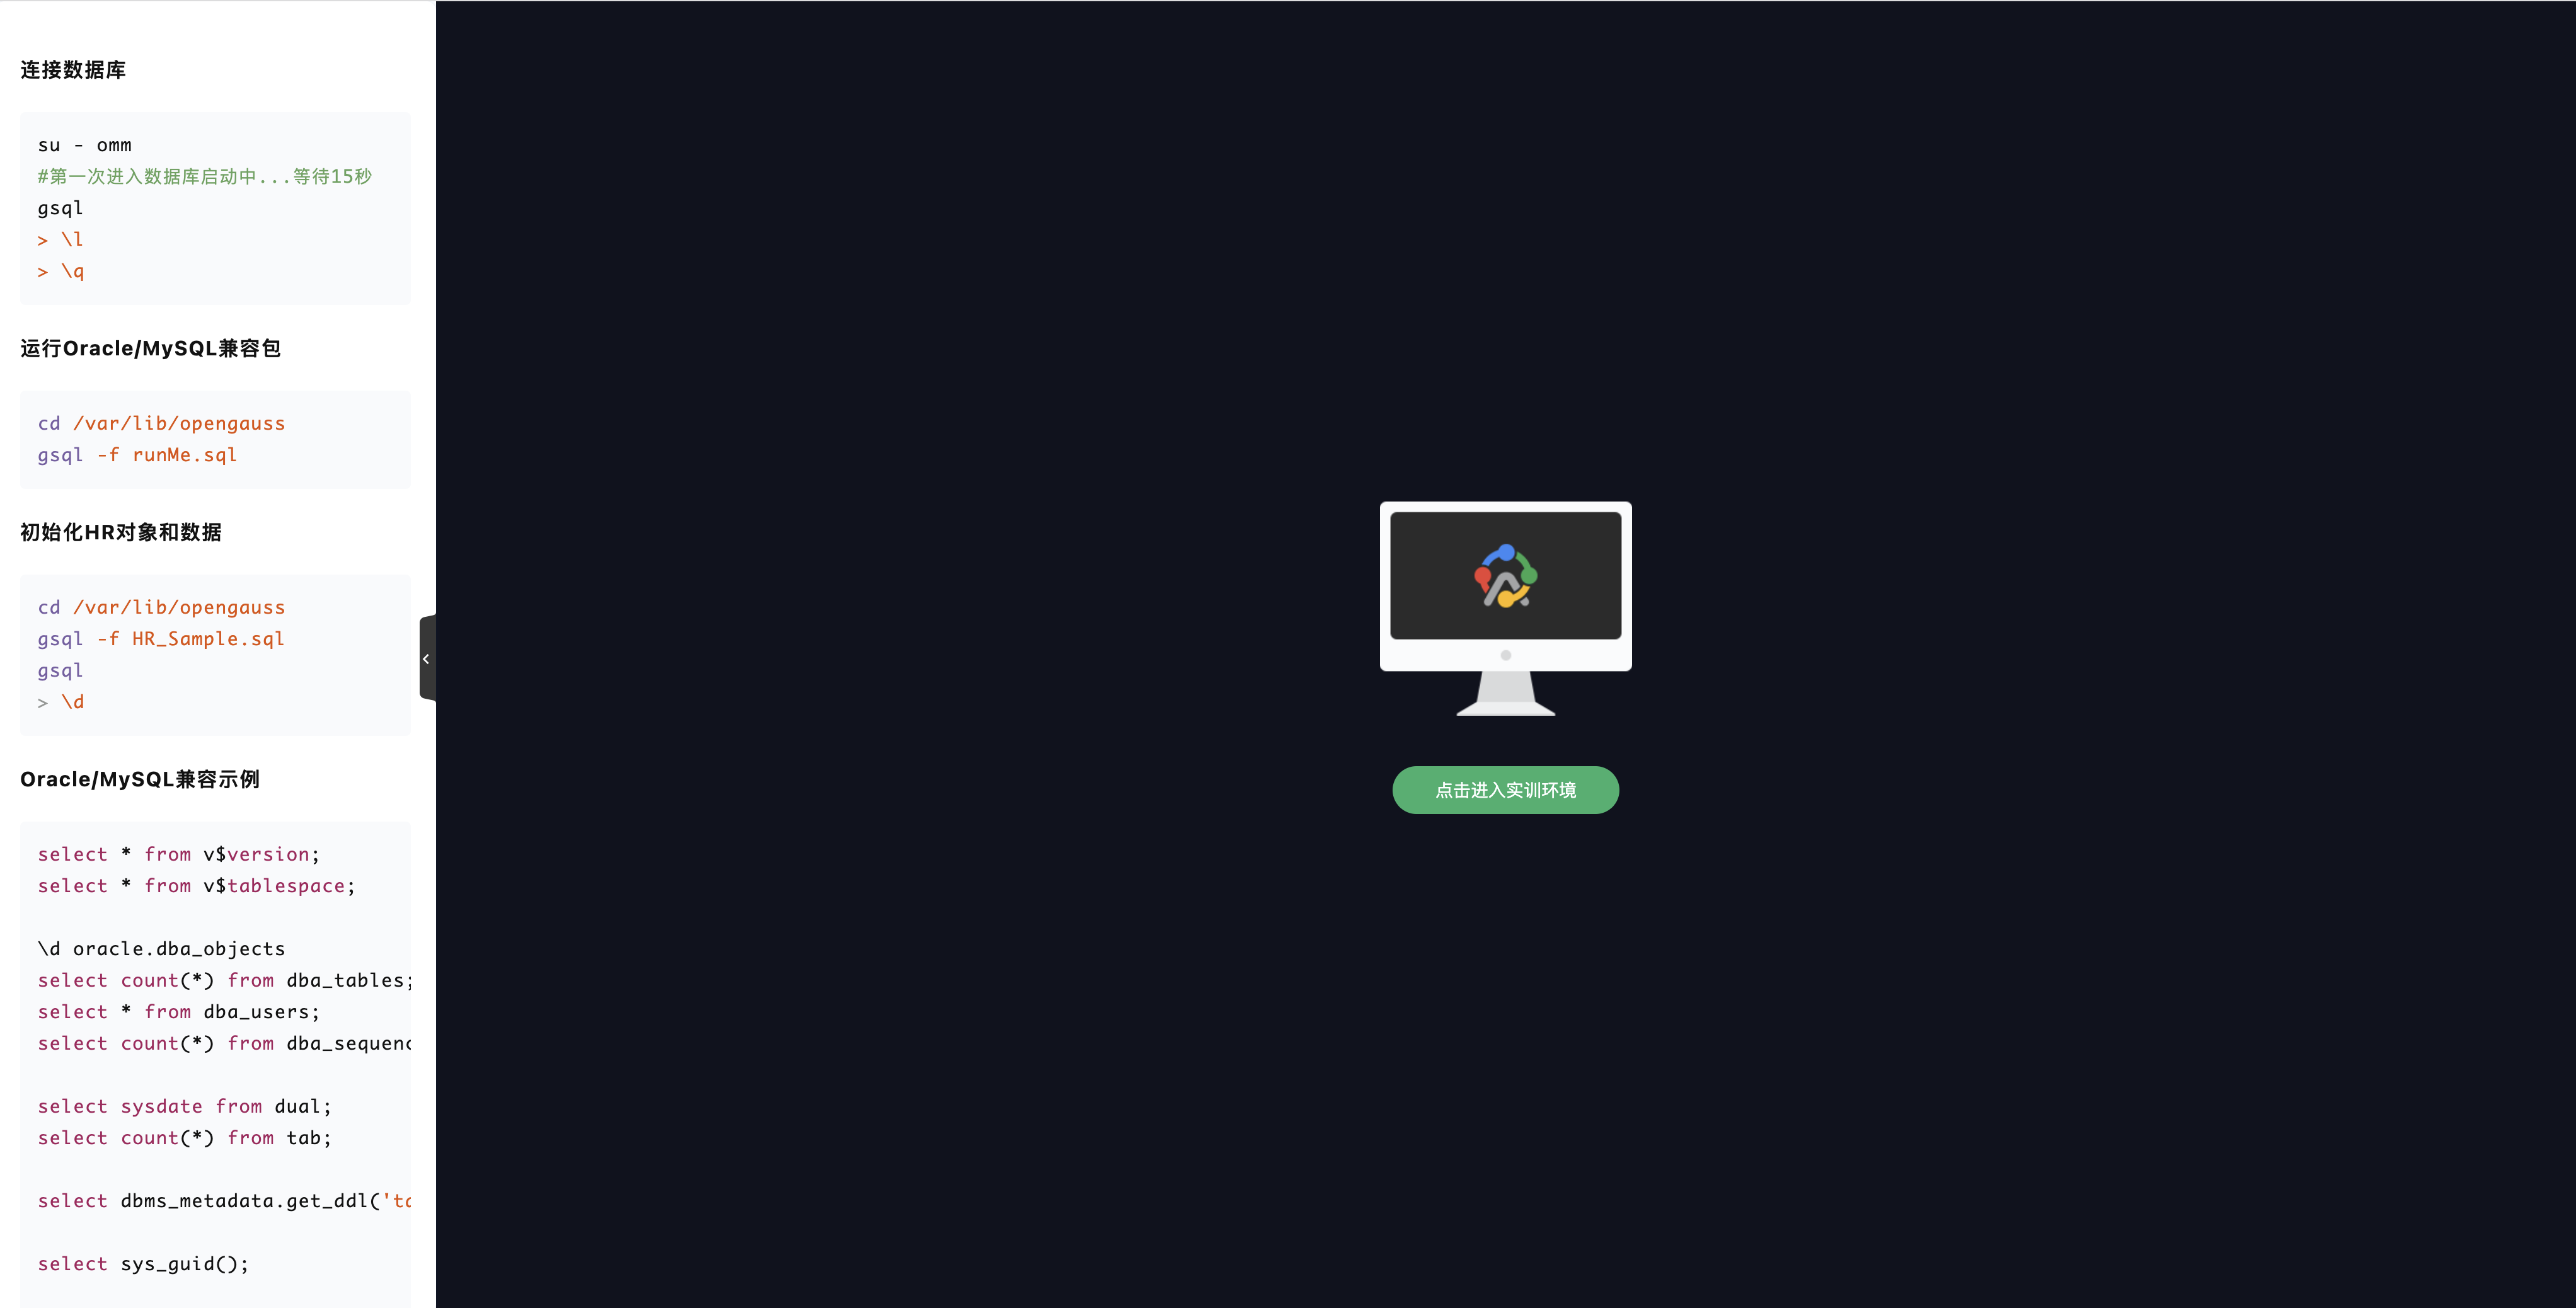 连接数据库
su - omm
#第一次进入数据库启动中...等待15秒
gsql
> \l
> \q
运行Oracle/MySQL兼容包
cd /var/lib/opengauss
gsql -f runMe.sql
初始化HR对象和数据
cd /var/lib/opengauss
gsql -f HR_Sample.sql
gsql
> \d
Oracle/MySQL兼容示例
select * from v$version;
select * from v$tablespace;
\d oracle.dba_objects
select count(*) from dba_tables;
select * from dba_users;
select count(*) from dba_sequenc
select sysdate from dual;
select count(*) from tab;
select dbms_metadata.get_ddl('ta
select sys_guid();
点击进入实训环境